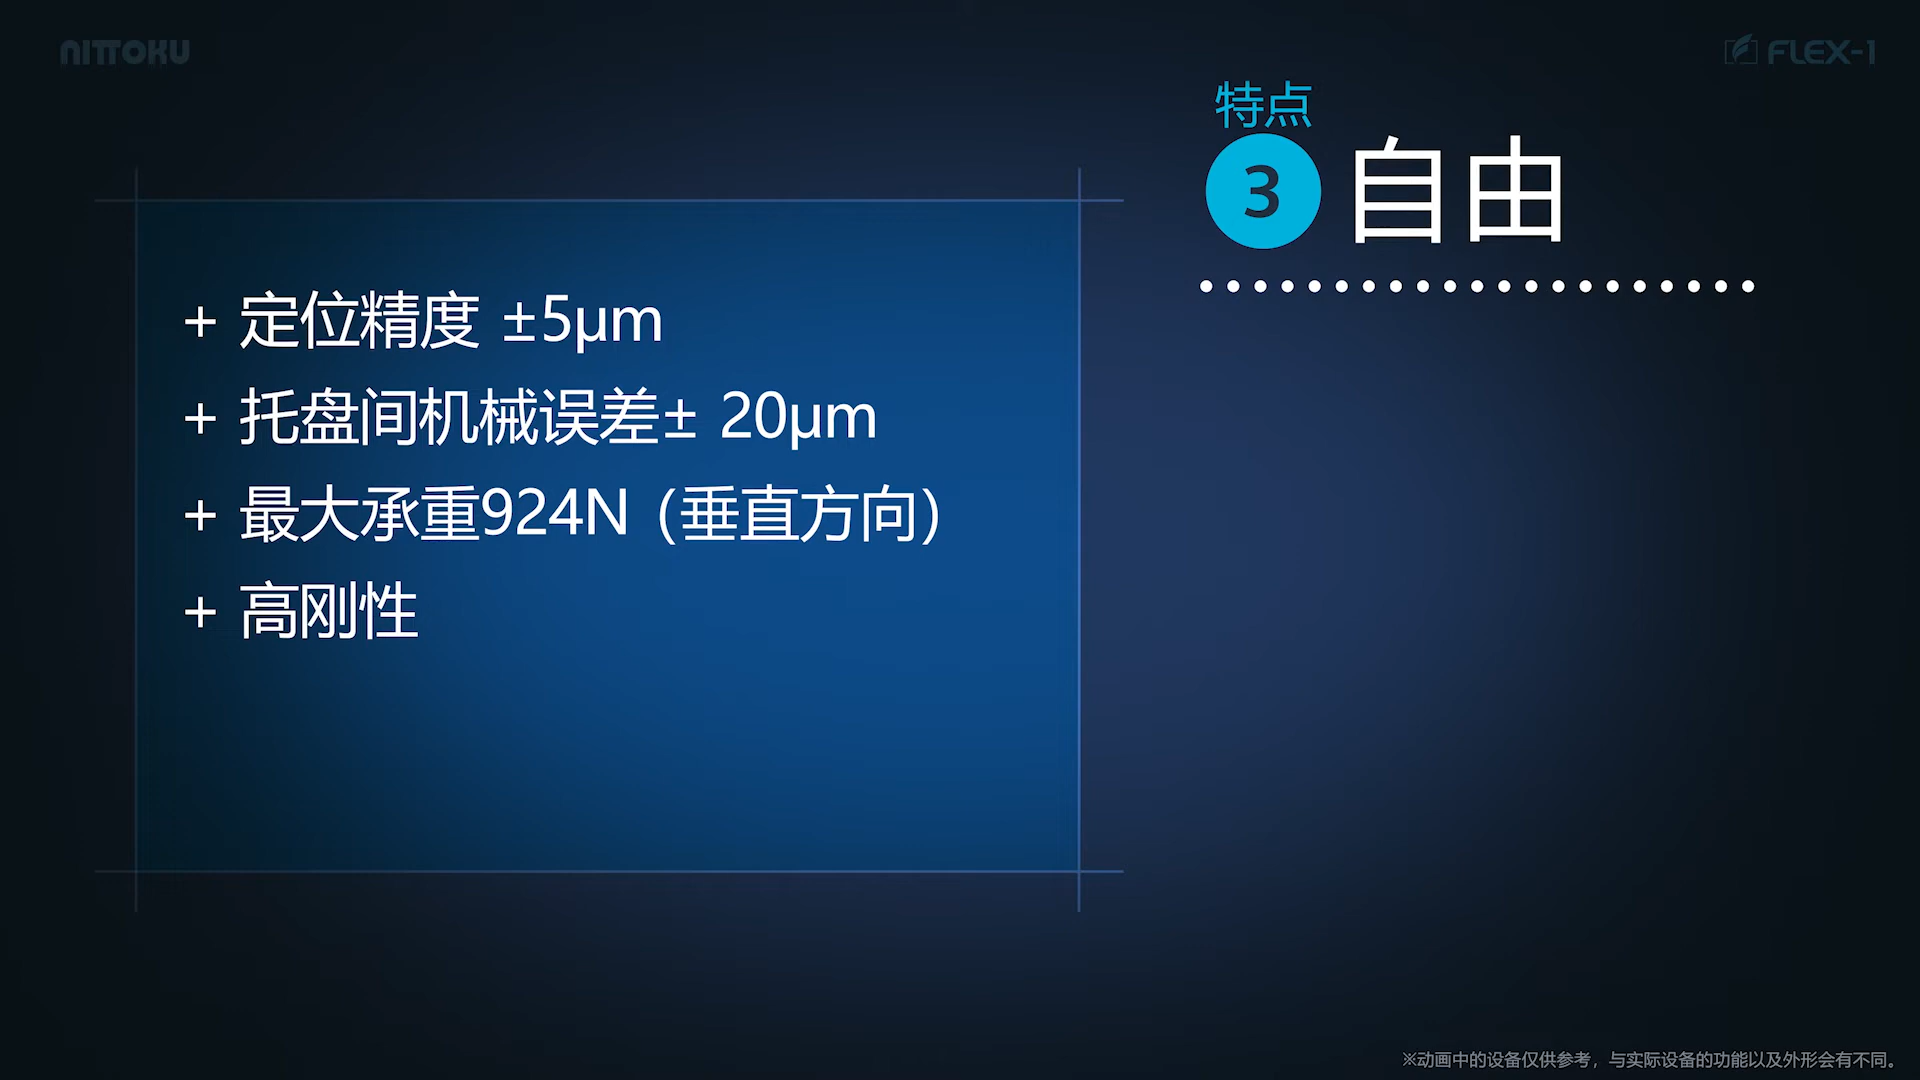 NITTOKU
FLEX-1
特点
3 自由
+ 定位精度 ±5μm
+ 托盘间机械误差± 20μm
+ 最大承重924N（垂直方向）
+ 高刚性
※动画中的设备仅供参考，与实际设备的功能以及外形会有不同。